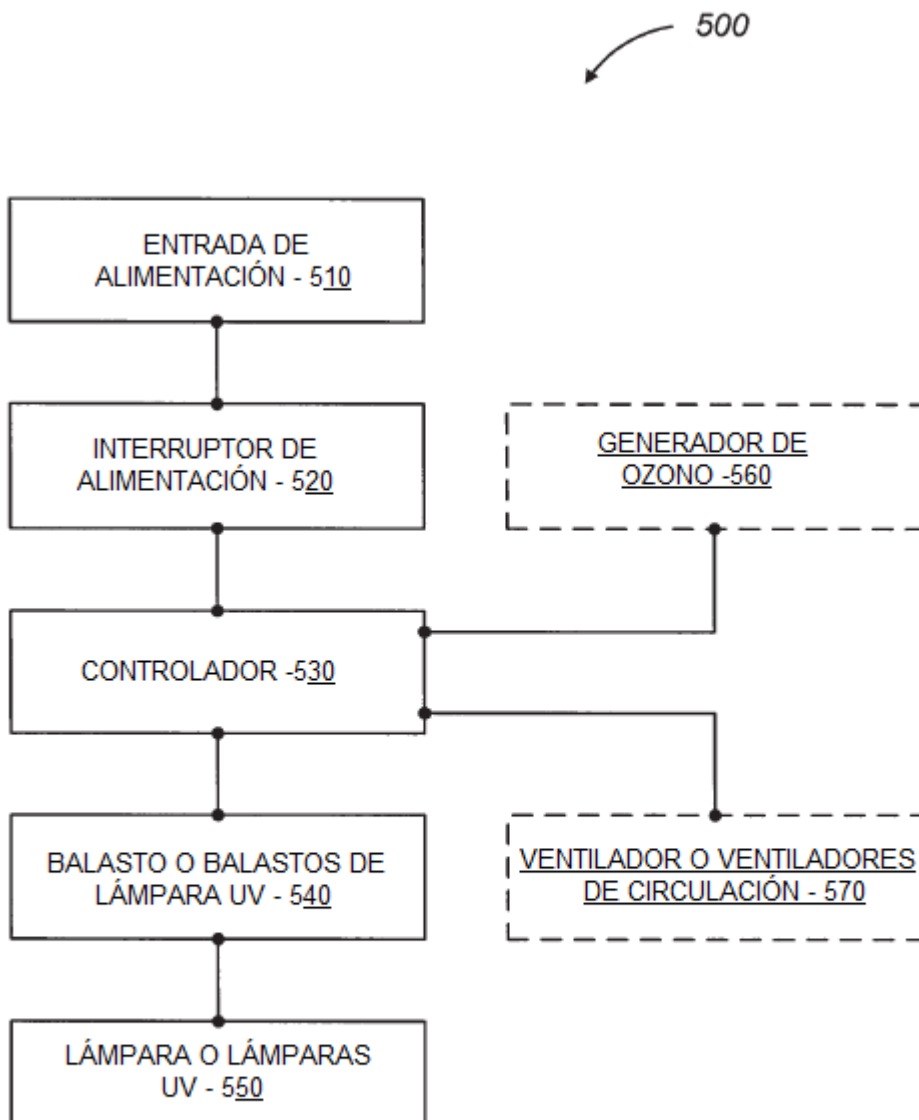 500
ENTRADA DE
ALIMENTACIÓN - 510
INTERRUPTOR DE
ALIMENTACIÓN - 520
GENERADOR DE
OZONO -560
CONTROLADOR -530
BALASTO O BALASTOS DE
LÁMPARA UV - 540
VENTILADOR O VENTILADORES
DE CIRCULACIÓN - 570
LÁMPARA O LÁMPARAS
UV - 550